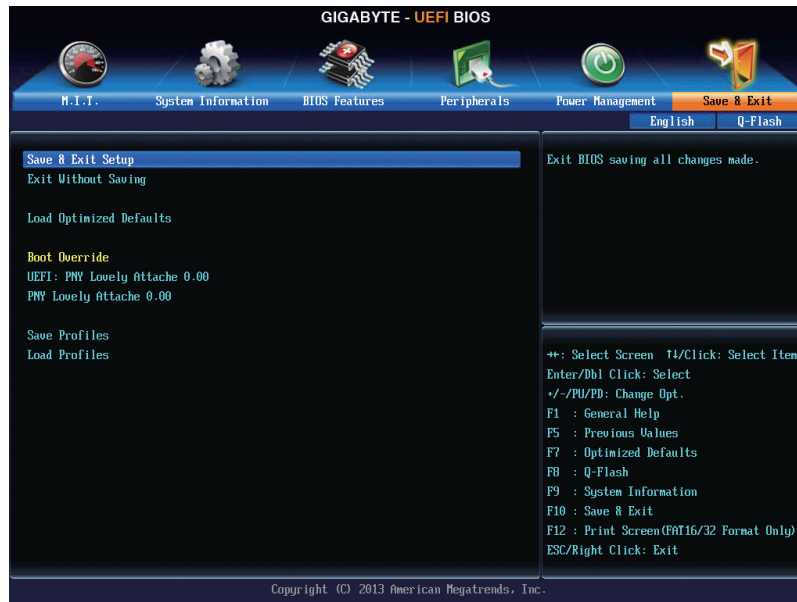 GIGABYTE - UEFI BIOS
M.I.T. System Information BIOS Features Peripherals Power Management Save & Exit
English Q-Flash
Save & Exit Setup
Exit Without Saving
Load Optimized Defaults
Boot Override
UEFI: PNY Lovely Attache 0.00
PNY Lovely Attache 0.00
Save Profiles
Load Profiles
Exit BIOS saving all changes made.
→←: Select Screen ↑↓/Click: Select Item
Enter/Dbl Click: Select
+/-/PU/PD: Change Opt.
F1 : General Help
F5 : Previous Values
F7 : Optimized Defaults
F8 : Q-Flash
F9 : System Information
F10 : Save & Exit
F12 : Print Screen(FAT16/32 Format Only)
ESC/Right Click: Exit
Copyright (C) 2013 American Megatrends, Inc.